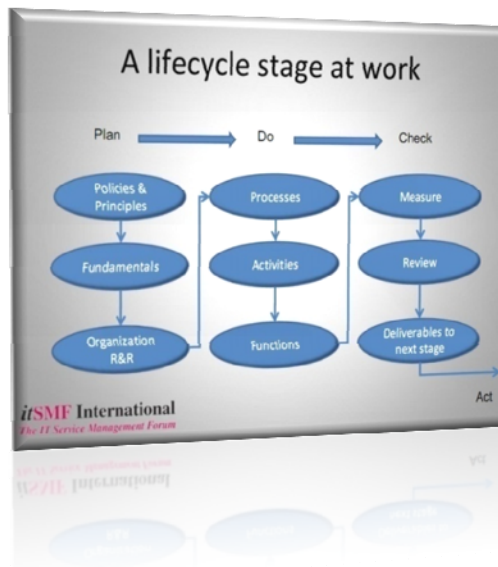 A lifecycle stage at work
Plan
Do
Check
Policies &
Principles
Fundamentals
Organization
R&R
Processes
Activities
Functions
Measure
Review
Deliverables to
next stage
Act
itSMF International
The IT Service Management Forum